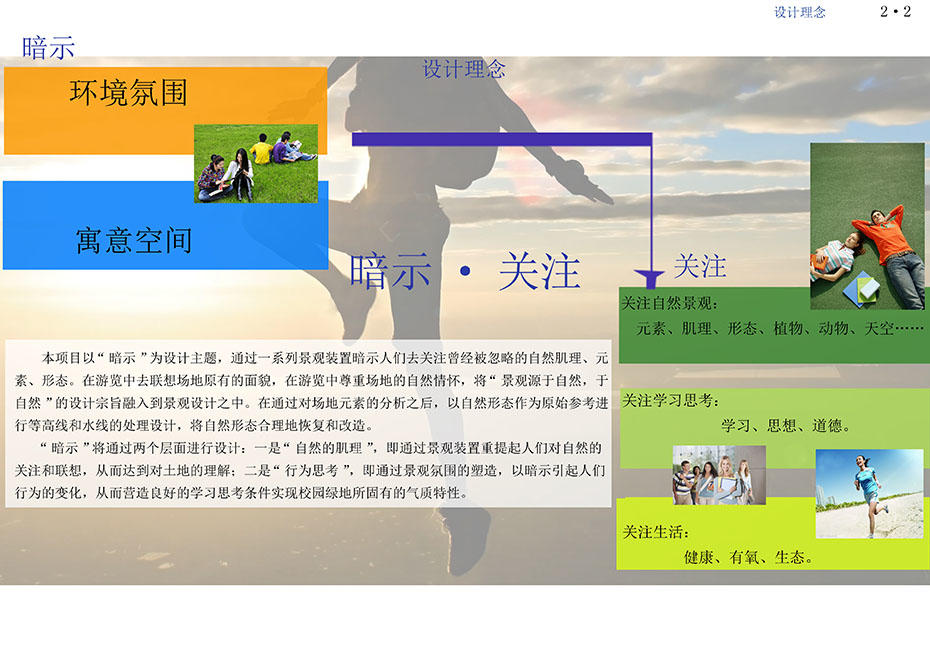 设计理念 2·2
暗示
设计理念
环境氛围
寓意空间
暗示·关注
关注
关注自然景观：
元素、肌理、形态、植物、动物、天空……
本项目以“暗示”为设计主题，通过一系列景观装置暗示人们去关注曾经被忽略的自然肌理、元
素、形态。在游览中去联想场地原有的面貌，在游览中尊重场地的自然情怀，将“景观源于自然，于
自然”的设计宗旨融入到景观设计之中。在通过对场地元素的分析之后，以自然形态作为原始参考进
行等高线和水线的处理设计，将自然形态合理地恢复和改造。
“暗示”将通过两个层面进行设计：一是“自然的肌理”，即通过景观装置重提起人们对自然的
关注和联想，从而达到对土地的理解；二是“行为思考”，即通过景观氛围的塑造，以暗示引起人们
行为的变化，从而营造良好的学习思考条件实现校园绿地所固有的气质特性。
关注学习思考：
学习、思想、道德。
关注生活：
健康、有氧、生态。